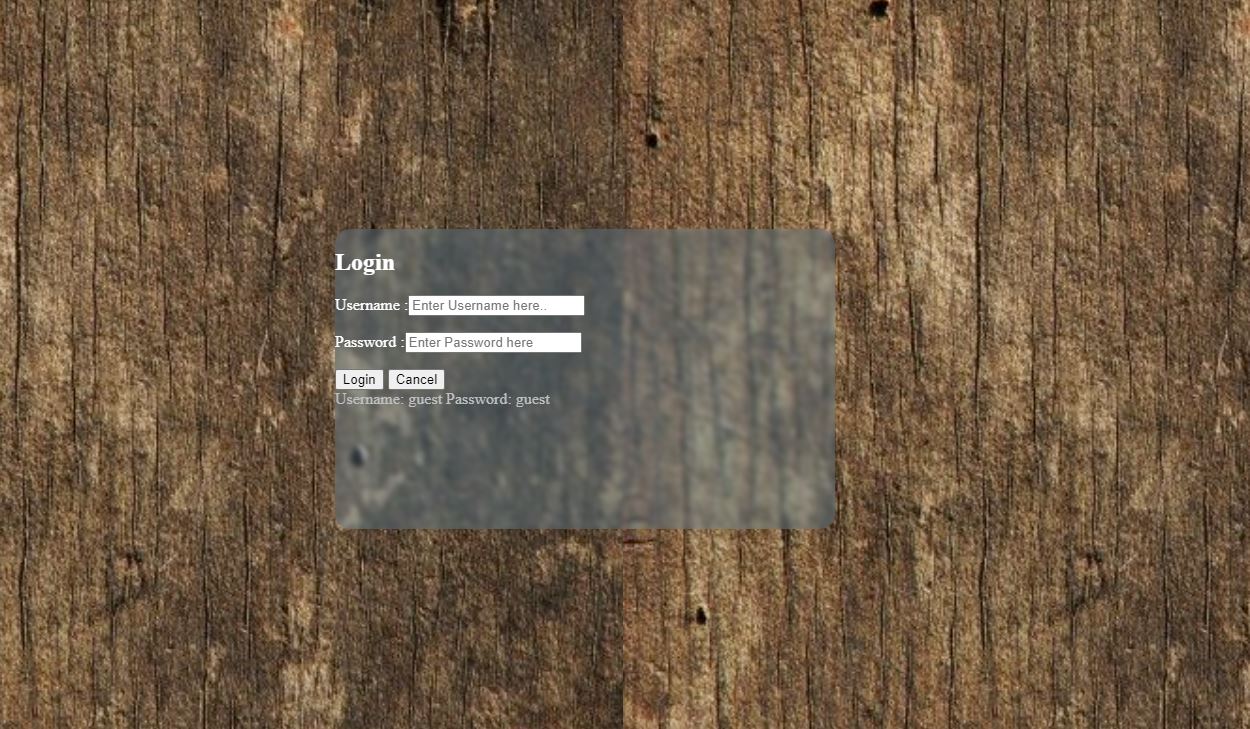 Login
Username : Enter Username here..
Password : Enter Password here
Login Cancel
Username: guest Password: guest